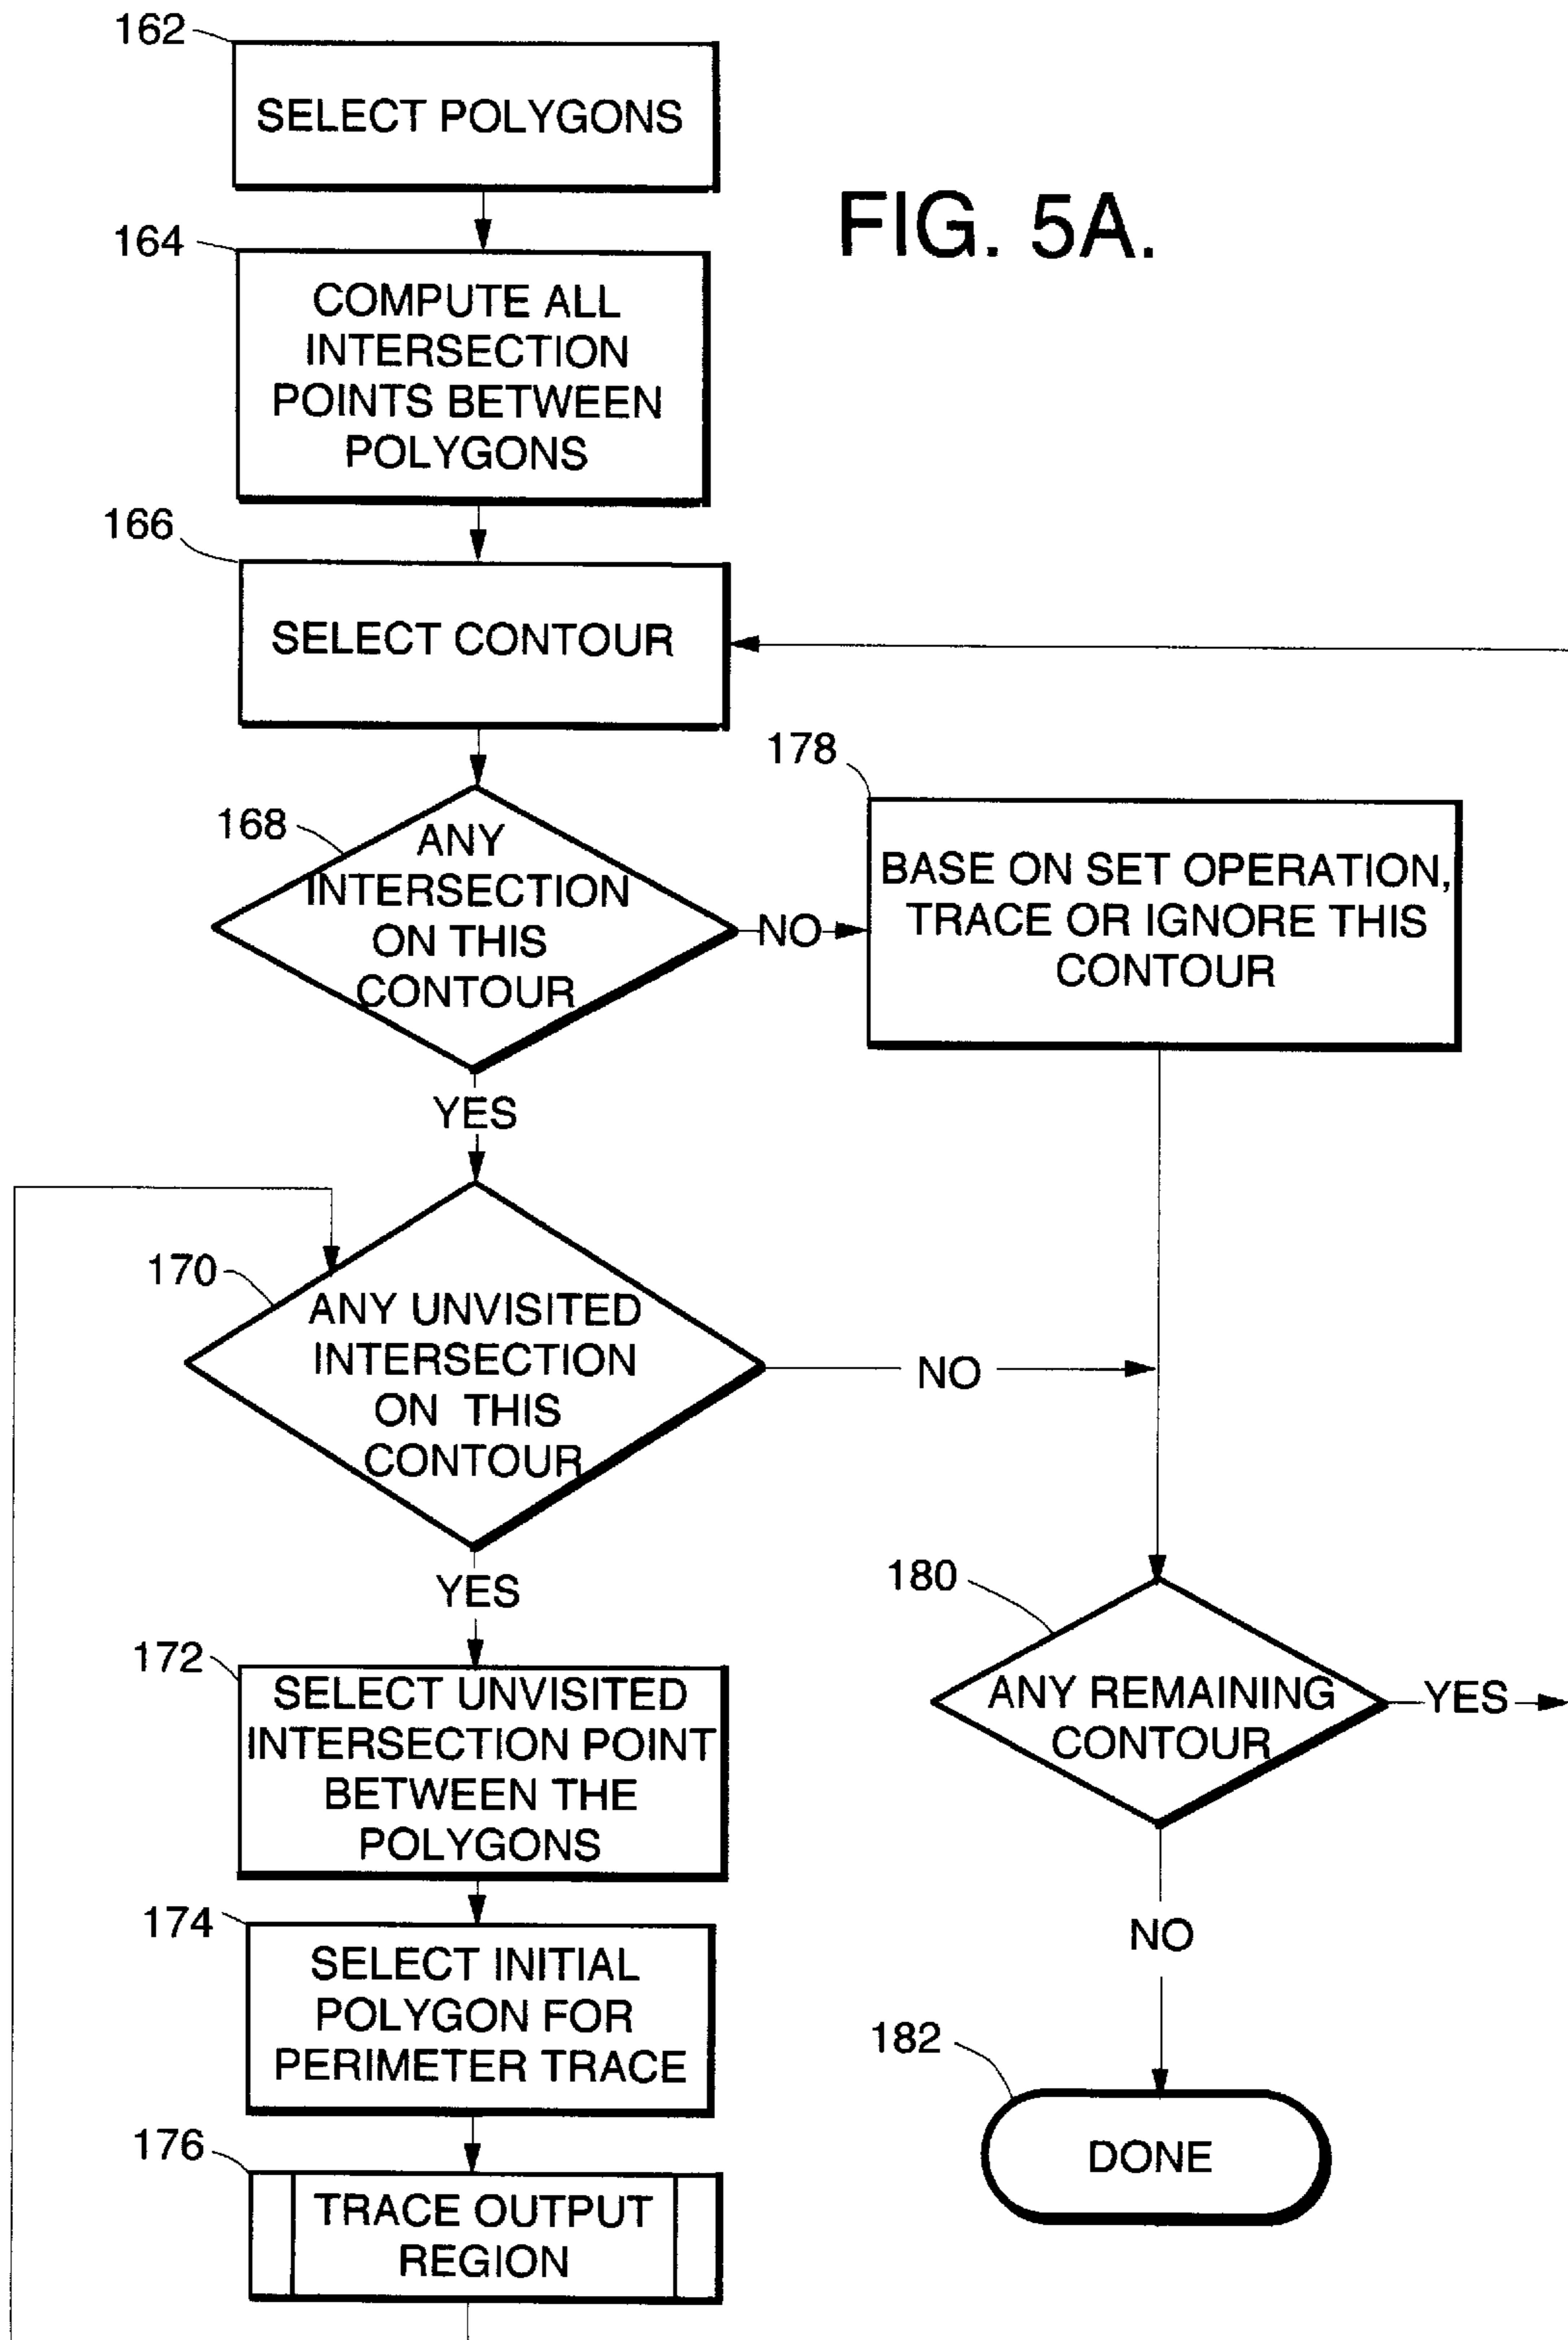 162
SELECT POLYGONS
FIG. 5A.
164
COMPUTE ALL
INTERSECTION
POINTS BETWEEN
POLYGONS
166
SELECT CONTOUR
168
ANY
INTERSECTION
ON THIS
CONTOUR
NO
178
BASE ON SET OPERATION,
TRACE OR IGNORE THIS
CONTOUR
YES
170
ANY UNVISITED
INTERSECTION
ON THIS
CONTOUR
NO
YES
172
SELECT UNVISITED
INTERSECTION POINT
BETWEEN THE
POLYGONS
180
ANY REMAINING
CONTOUR
YES
174
SELECT INITIAL
POLYGON FOR
PERIMETER TRACE
NO
176
TRACE OUTPUT
REGION
182
DONE